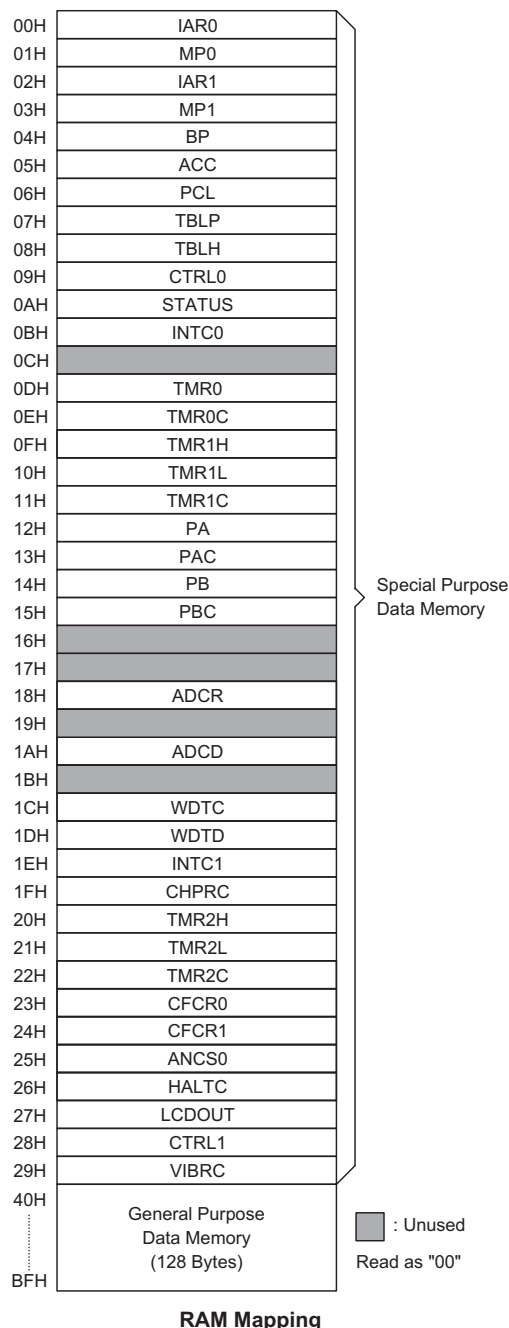 00H IAR0
01H MP0
02H IAR1
03H MP1
04H BP
05H ACC
06H PCL
07H TBLP
08H TBLH
09H CTRL0
0AH STATUS
0BH INTC0
0CH
0DH TMR0
0EH TMR0C
0FH TMR1H
10H TMR1L
11H TMR1C
12H PA
13H PAC
14H PB
15H PBC
16H
17H
18H ADCR
19H
1AH ADCD
1BH
1CH WDTC
1DH WDTD
1EH INTC1
1FH CHPRC
20H TMR2H
21H TMR2L
22H TMR2C
23H CFCR0
24H CFCR1
25H ANCS0
26H HALTC
27H LCDOUT
28H CTRL1
29H VIBRC
Special Purpose
Data Memory
40H
General Purpose
Data Memory
(128 Bytes)
BFH
: Unused
Read as "00"
RAM Mapping